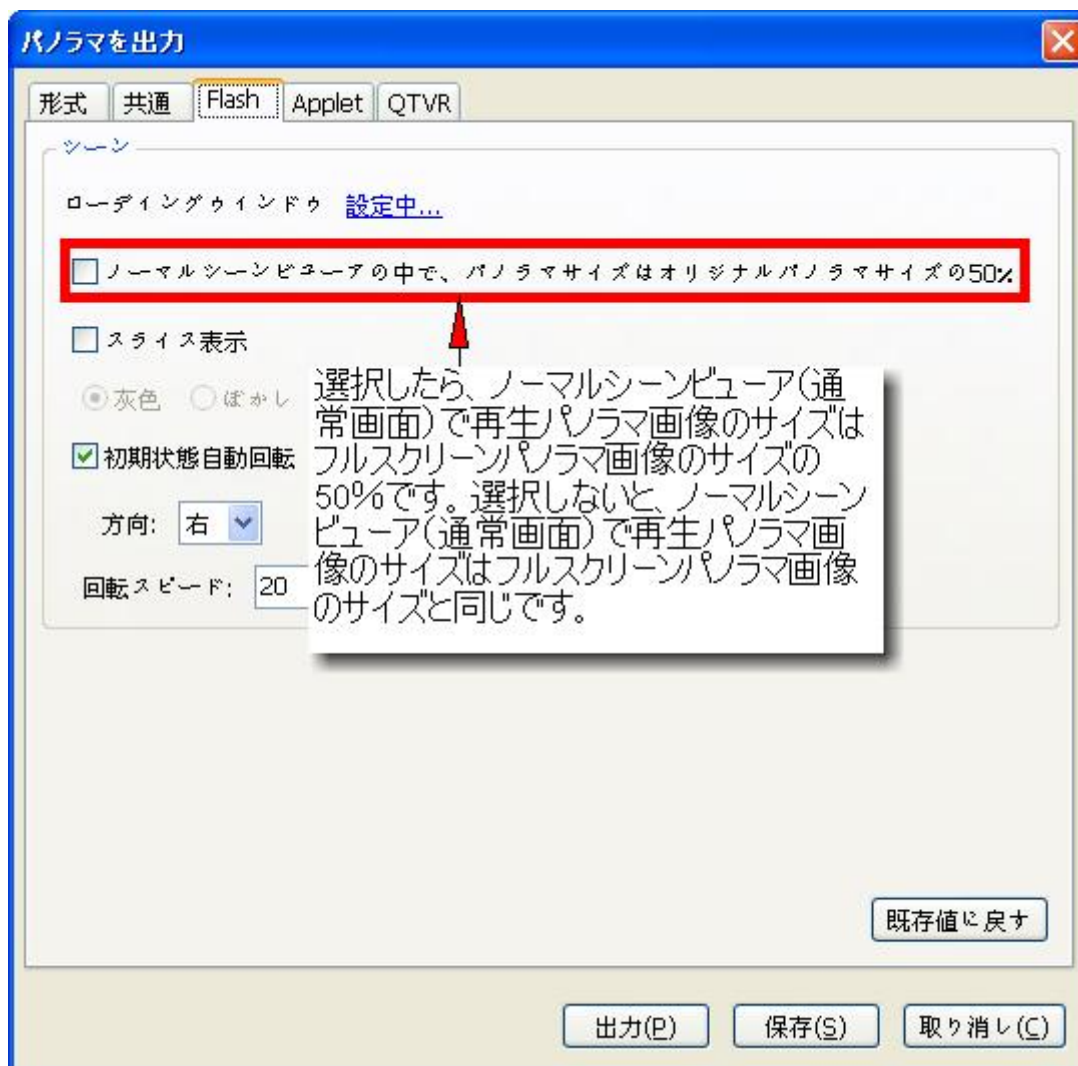 パノラマを出力
形式 共通 Flash Applet QTVR
シーン
ローディングウインドウ 設定中...
ノーマルシーンビューアの中で、パノラマサイズはオリジナルパノラマサイズの50%
スライス表示
灰色 ぼかし
初期状態自動回転
方向: 右
回転スピード: 20
選択したら、ノーマルシーンビューア(通
常画面)で再生パノラマ画像のサイズは
フルスクリーンパノラマ画像のサイズの
50%です。選択しないと、ノーマルシーン
ビューア(通常画面)で再生パノラマ画
像のサイズはフルスクリーンパノラマ画像
のサイズと同じです。
既存値に戻す
出力(P) 保存(S) 取り消し(C)